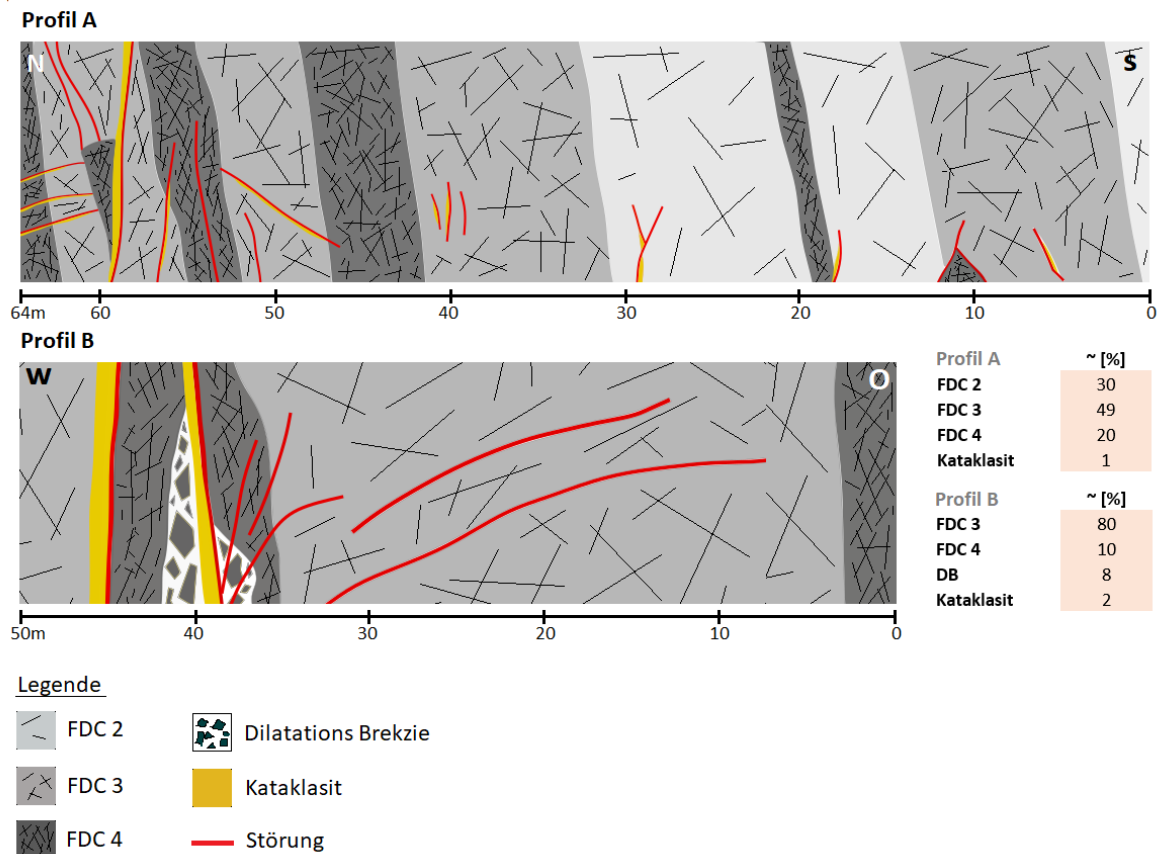 Profil A
N S
64m 60 50 40 30 20 10 0
Profil B
W O
50m 40 30 20 10 0
Profil A ~ [%]
FDC 2 30
FDC 3 49
FDC 4 20
Kataklasit 1
Profil B ~ [%]
FDC 3 80
FDC 4 10
DB 8
Kataklasit 2
Legende
FDC 2
FDC 3
FDC 4
Dilatations Brekzie
Kataklasit
Störung